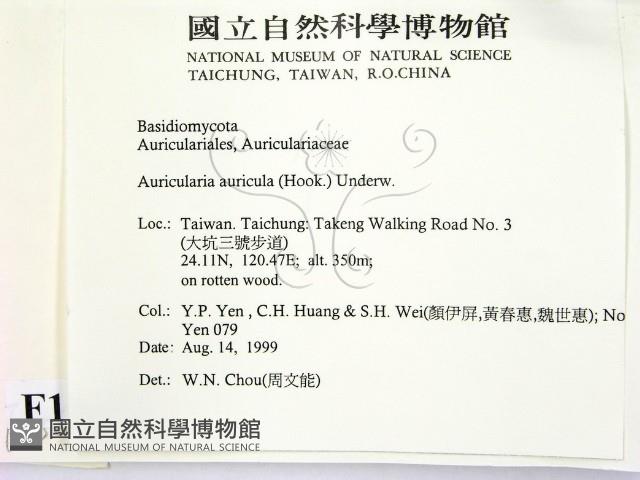 國立自然科學博物館
NATIONAL MUSEUM OF NATURAL SCIENCE
TAICHUNG, TAIWAN, R.O.CHINA
Basidiomycota
Auriculariales, Auriculariaceae
Auricularia auricula (Hook.) Underw.
Loc.: Taiwan. Taichung: Takeng Walking Road No. 3
(大坑三號步道)
24.11N, 120.47E; alt. 350m;
on rotten wood.
Col.: Y.P. Yen , C.H. Huang & S.H. Wei(顏伊屏,黃春惠,魏世惠); No
Yen 079
Date: Aug. 14, 1999
Det.: W.N. Chou(周文能)
F1
國立自然科學博物館
NATIONAL MUSEUM OF NATURAL SCIENCE